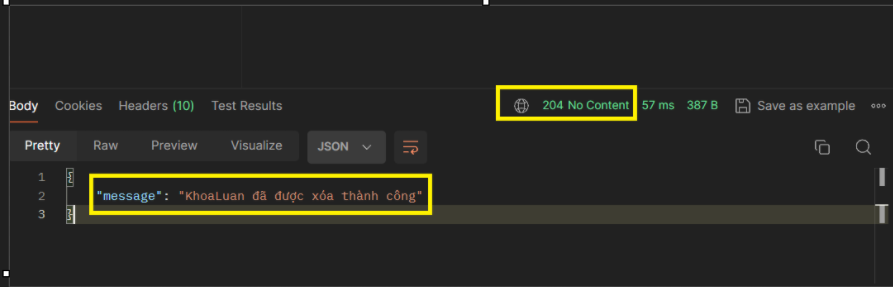 Body Cookies Headers (10) Test Results 204 No Content 57 ms 387 B Save as example
Pretty Raw Preview Visualize JSON
1 {
2 "message": "KhoaLuan đã được xóa thành công"
3 }